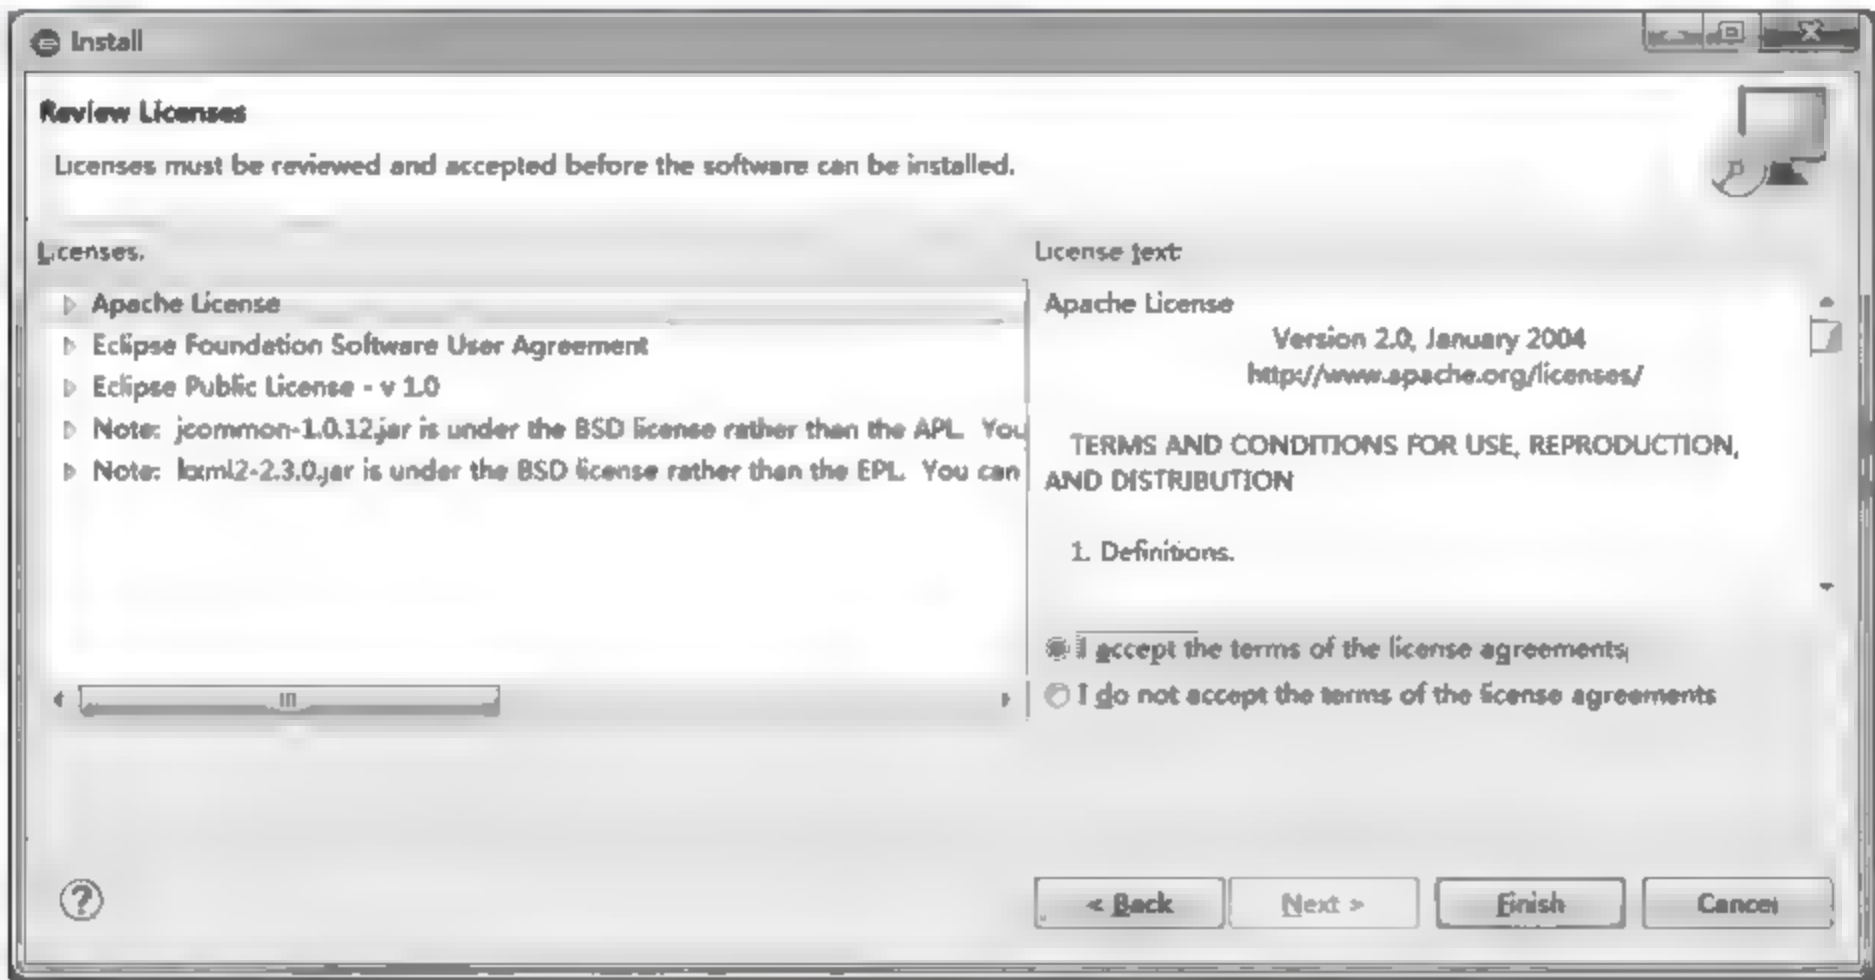 Install
Review Licenses
Licenses must be reviewed and accepted before the software can be installed.
Licenses:
Apache License
Eclipse Foundation Software User Agreement
Eclipse Public License - v 1.0
Note: jcommon-1.0.12.jar is under the BSD license rather than the APL. You
Note: kxml2-2.3.0.jar is under the BSD license rather than the EPL. You can
License text:
Apache License
Version 2.0, January 2004
http://www.apache.org/licenses/
TERMS AND CONDITIONS FOR USE, REPRODUCTION,
AND DISTRIBUTION
1. Definitions.
I accept the terms of the license agreements
I do not accept the terms of the license agreements
< Back
Next >
Finish
Cancel